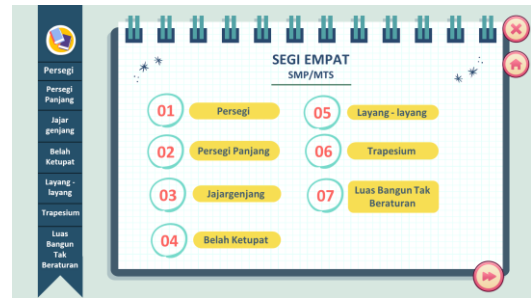 Persegi
Persegi
Panjang
Jajar
genjang
Belah
Ketupat
Layang -
layang
Trapesium
Luas
Bangun
Tak
Beraturan
SEGI EMPAT
SMP/MTS
01 Persegi
02 Persegi Panjang
03 Jajargenjang
04 Belah Ketupat
05 Layang - layang
06 Trapesium
07 Luas Bangun Tak
Beraturan